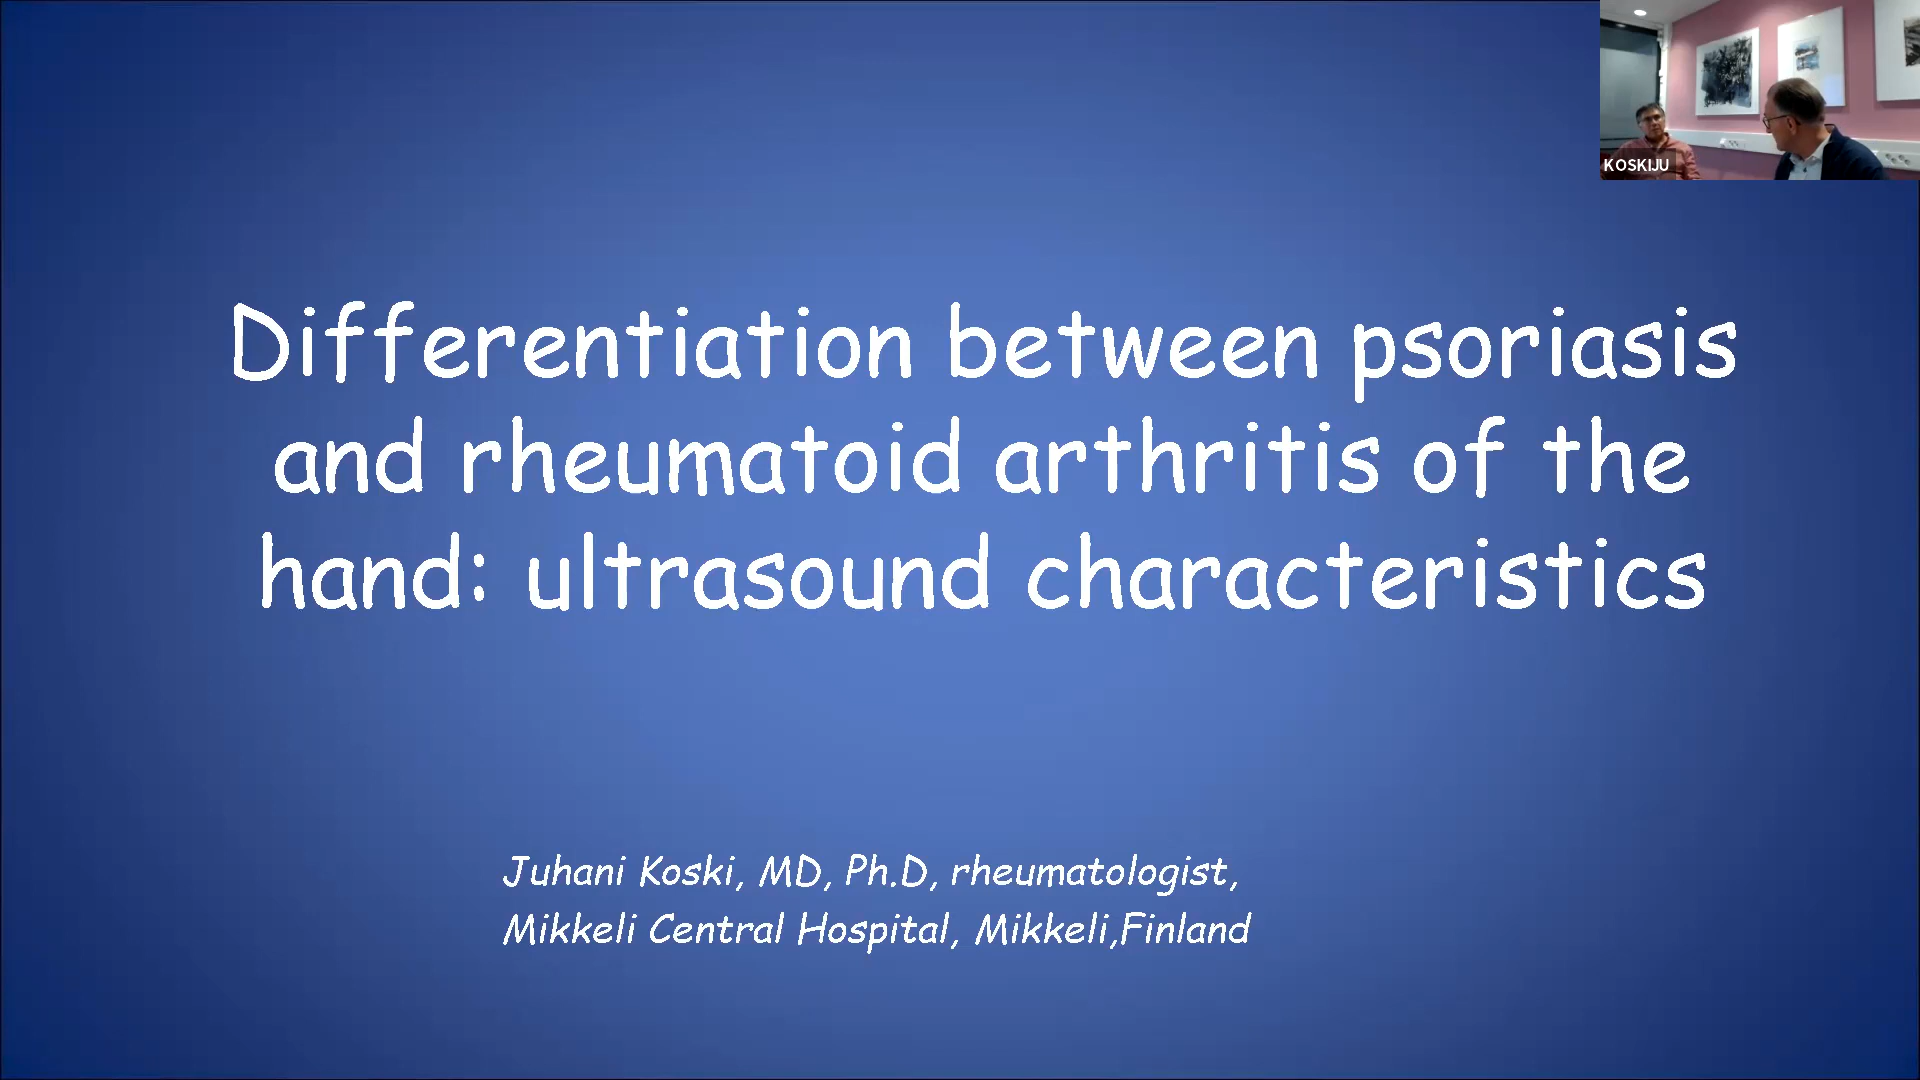 KOSKIJU
Differentiation between psoriasis
and rheumatoid arthritis of the
hand: ultrasound characteristics
Juhani Koski, MD, Ph.D, rheumatologist,
Mikkeli Central Hospital, Mikkeli,Finland